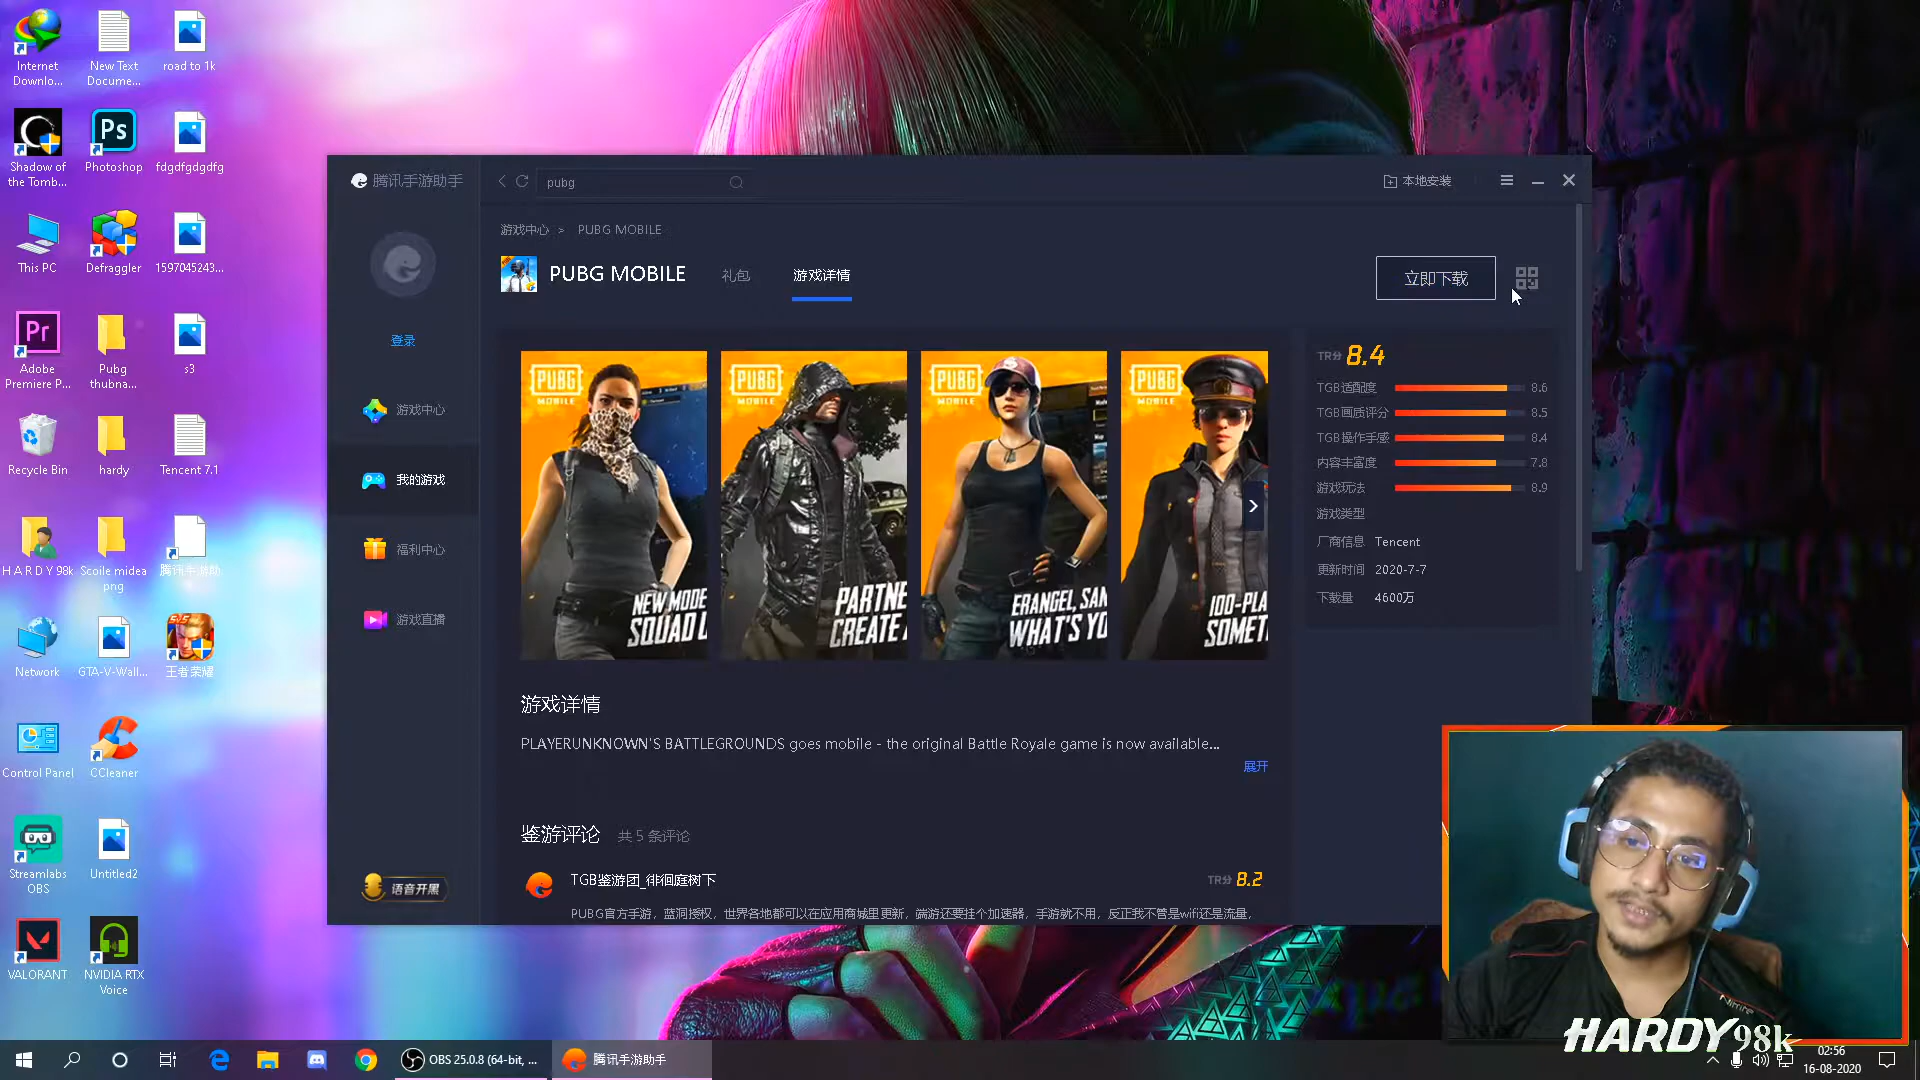 Internet
Downlo...
New Text
Docume...
road to 1k
Shadow of
the Tomb...
Photoshop
fdgdfgdgdfg
This PC
Defraggler
1597045243...
Adobe
Premiere P...
Pubg
thubna...
s3
Recycle Bin
hardy
Tencent 7.1
H A R D Y 98k
Scoile midea
png
腾讯手游助
Network
GTA-V-Wall...
王者荣耀
Control Panel
CCleaner
Streamlabs
OBS
Untitled2
VALORANT
NVIDIA RTX
Voice
腾讯手游助手
pubg
本地安装
游戏中心 > PUBG MOBILE
PUBG MOBILE
礼包
游戏详情
立即下载
登录
游戏中心
我的游戏
福利中心
游戏直播
语音开黑
PUBG
MOBILE
NEW MODE
SQUAD U
PUBG
MOBILE
PARTNE
CREATE
PUBG
MOBILE
ERANGEL, SAN
WHAT'S YO
PUBG
MOBILE
100-PLA
SOMET
TR分 8.4
TGB适配度 8.6
TGB画质评分 8.5
TGB操作手感 8.4
内容丰富度 7.8
游戏玩法 8.9
游戏类型
厂商信息 Tencent
更新时间 2020-7-7
下载量 4600万
游戏详情
PLAYERUNKNOWN'S BATTLEGROUNDS goes mobile - the original Battle Royale game is now available...
展开
鉴游评论 共 5 条评论
TGB鉴游团_徘徊庭树下
TR分 8.2
PUBG官方手游，蓝洞授权，世界各地都可以在应用商城里更新，端游还要挂个加速器，手游就不用，反正我不管是wifi还是流量，
HARDY98k
OBS 25.0.8 (64-bit, ...
腾讯手游助手
02:56
16-08-2020